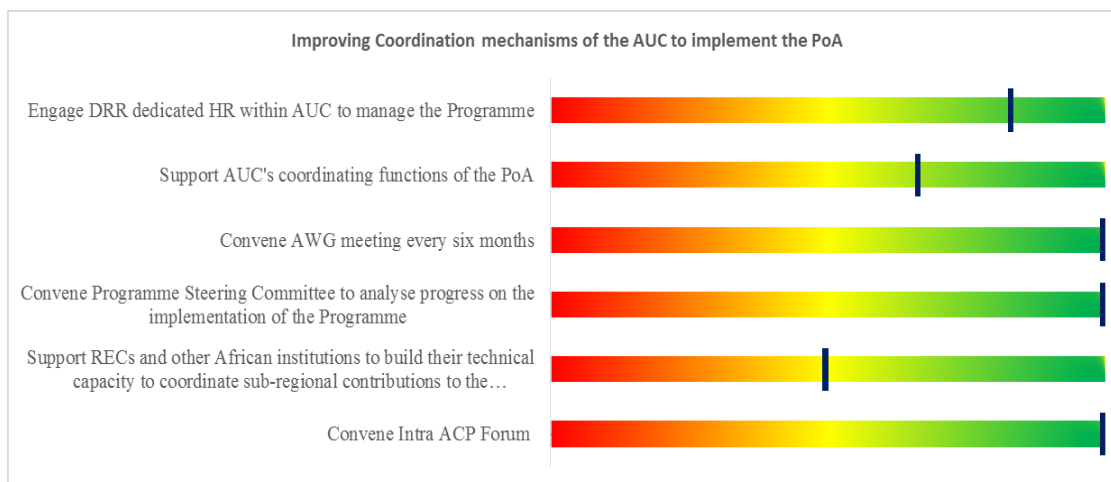 Improving Coordination mechanisms of the AUC to implement the PoA
Engage DRR dedicated HR within AUC to manage the Programme
Support AUC's coordinating functions of the PoA
Convene AWG meeting every six months
Convene Programme Steering Committee to analyse progress on the
implementation of the Programme
Support RECs and other African institutions to build their technical
capacity to coordinate sub-regional contributions to the…
Convene Intra ACP Forum